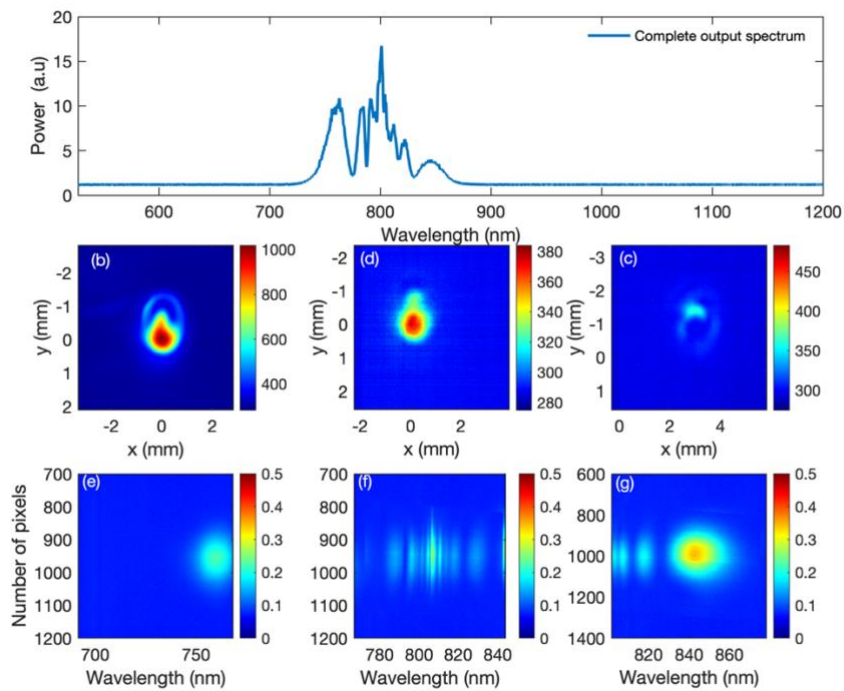 20
15
10
5
0
Power (a.u)
Complete output spectrum
600 700 800 900 1000 1100 1200
Wavelength (nm)
(b)
-2
-1
0
1
2
y (mm)
-2 0 2
x (mm)
1000
800
600
400
(d)
-2
-1
0
1
2
y (mm)
-2 0 2
x (mm)
380
360
340
320
300
280
(c)
-3
-2
-1
0
1
y (mm)
0 2 4
x (mm)
450
400
350
300
(e)
700
800
900
1000
1100
1200
Number of pixels
700 750
Wavelength (nm)
0.5
0.4
0.3
0.2
0.1
0
(f)
700
800
900
1000
1100
1200
780 800 820 840
Wavelength (nm)
0.5
0.4
0.3
0.2
0.1
0
(g)
600
800
1000
1200
1400
820 840 860
Wavelength (nm)
0.5
0.4
0.3
0.2
0.1
0